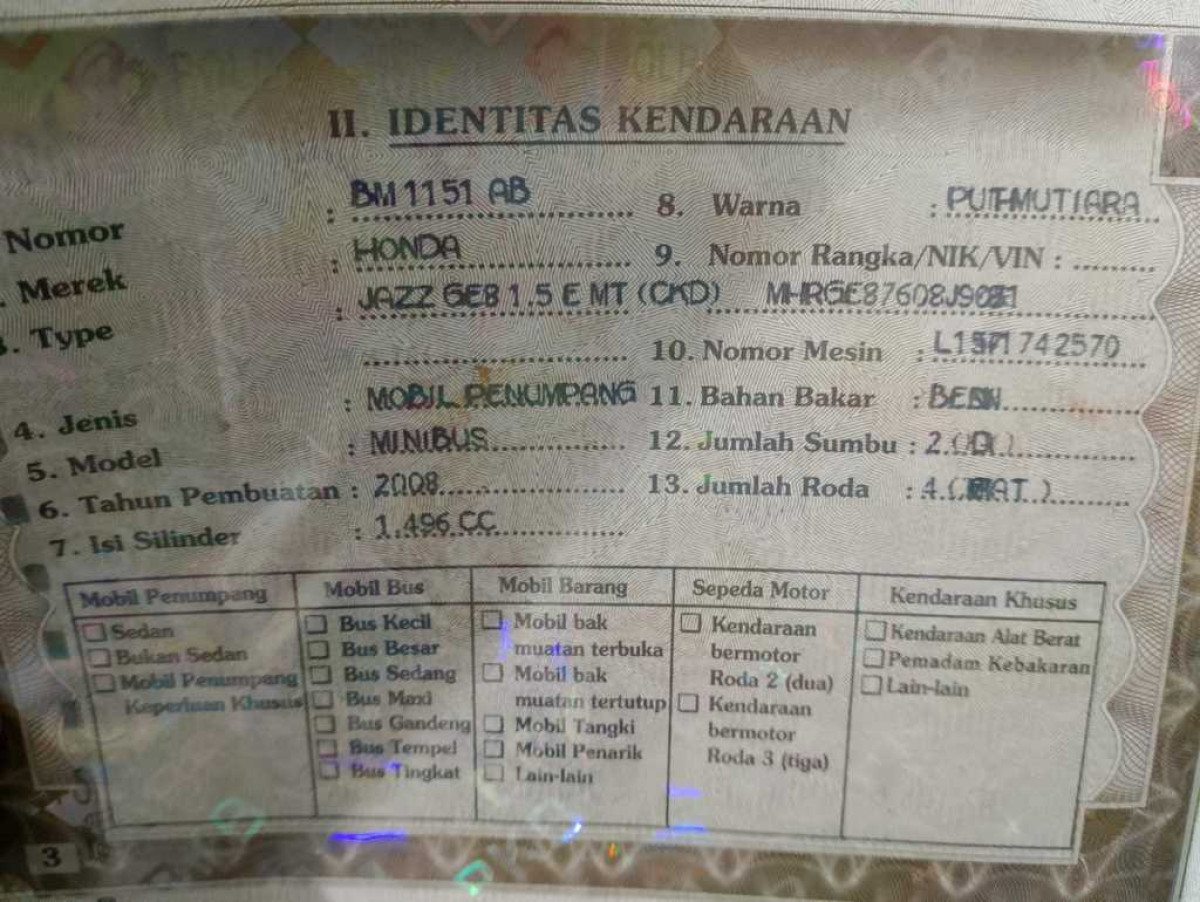 II. IDENTITAS KENDARAAN
Nomor : BM 1151 AB
Merek : HONDA
3. Type : JAZZ GE8 1.5 E MT (CKD)
4. Jenis : MOBIL PENUMPANG
5. Model : MINIBUS
6. Tahun Pembuatan : 2008
7. Isi Silinder : 1.496 CC
8. Warna :
9. Nomor Rangka/NIK/VIN :
10. Nomor Mesin :
11. Bahan Bakar :
12. Jumlah Sumbu : 2
13. Jumlah Roda : 4
Mobil Penumpang
Sedan
Bukan Sedan
Mobil Penumpang
Keperluan Khusus
Mobil Bus
Bus Kecil
Bus Besar
Bus Sedang
Bus Maxi
Bus Gandeng
Bus Tempel
Bus Tingkat
Mobil Barang
Mobil bak
muatan terbuka
Mobil bak
muatan tertutup
Mobil Tangki
Mobil Penarik
Lain-lain
Sepeda Motor
Kendaraan
bermotor
Roda 2 (dua)
Kendaraan
bermotor
Roda 3 (tiga)
Kendaraan Khusus
Kendaraan Alat Berat
Pemadam Kebakaran
Lain-lain
3